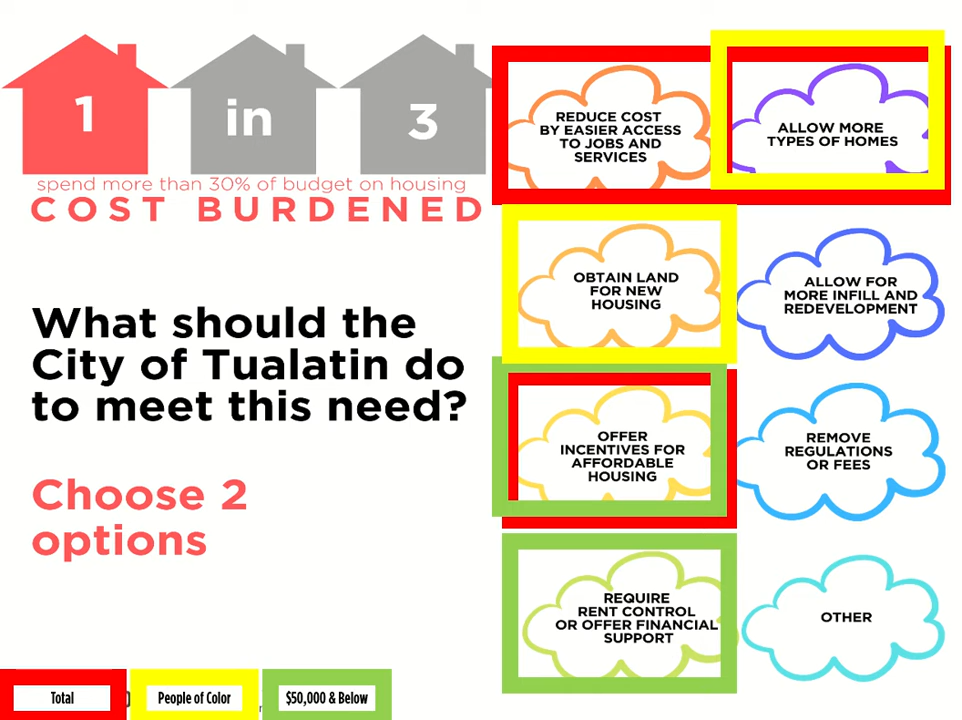 1 in 3
spend more than 30% of budget on housing
COST BURDENED
What should the
City of Tualatin do
to meet this need?
Choose 2
options
REDUCE COST
BY EASIER ACCESS
TO JOBS AND
SERVICES
ALLOW MORE
TYPES OF HOMES
OBTAIN LAND
FOR NEW
HOUSING
ALLOW FOR
MORE INFILL AND
REDEVELOPMENT
OFFER
INCENTIVES FOR
AFFORDABLE
HOUSING
REMOVE
REGULATIONS
OR FEES
REQUIRE
RENT CONTROL
OR OFFER FINANCIAL
SUPPORT
OTHER
Total
People of Color
$50,000 & Below